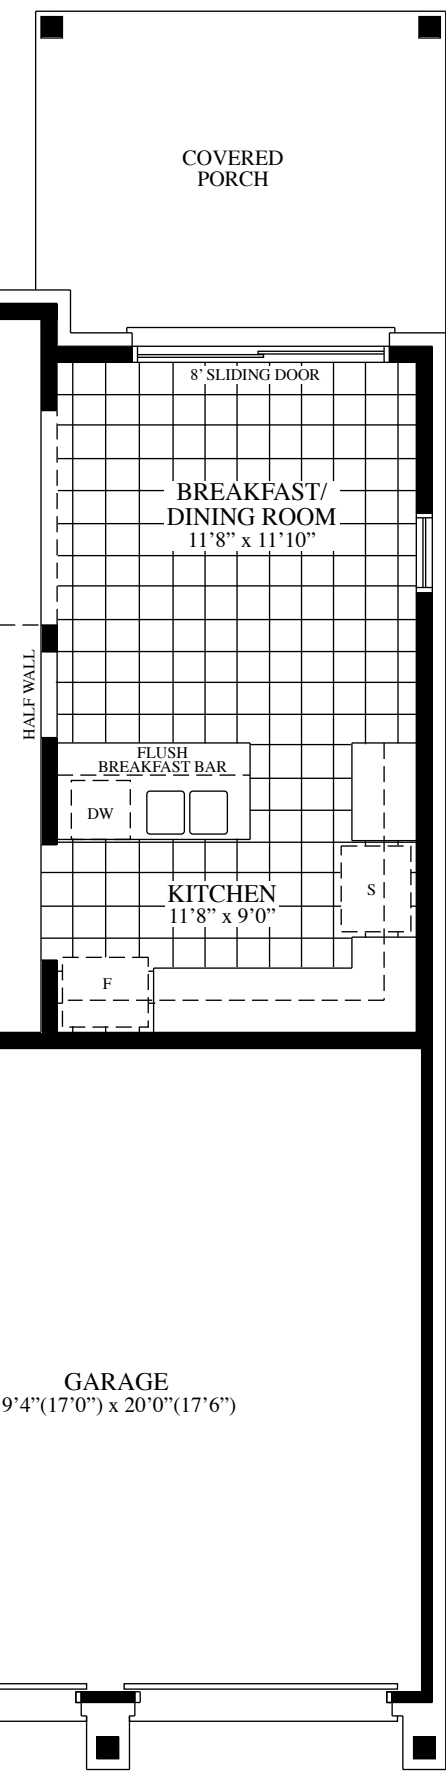 COVERED
PORCH
8' SLIDING DOOR
BREAKFAST/
DINING ROOM
11'8” x 11'10”
HALF WALL
FLUSH
BREAKFAST BAR
DW
KITCHEN
11'8” x 9'0”
S
F
GARAGE
9'4”(17'0”) x 20'0”(17'6”)